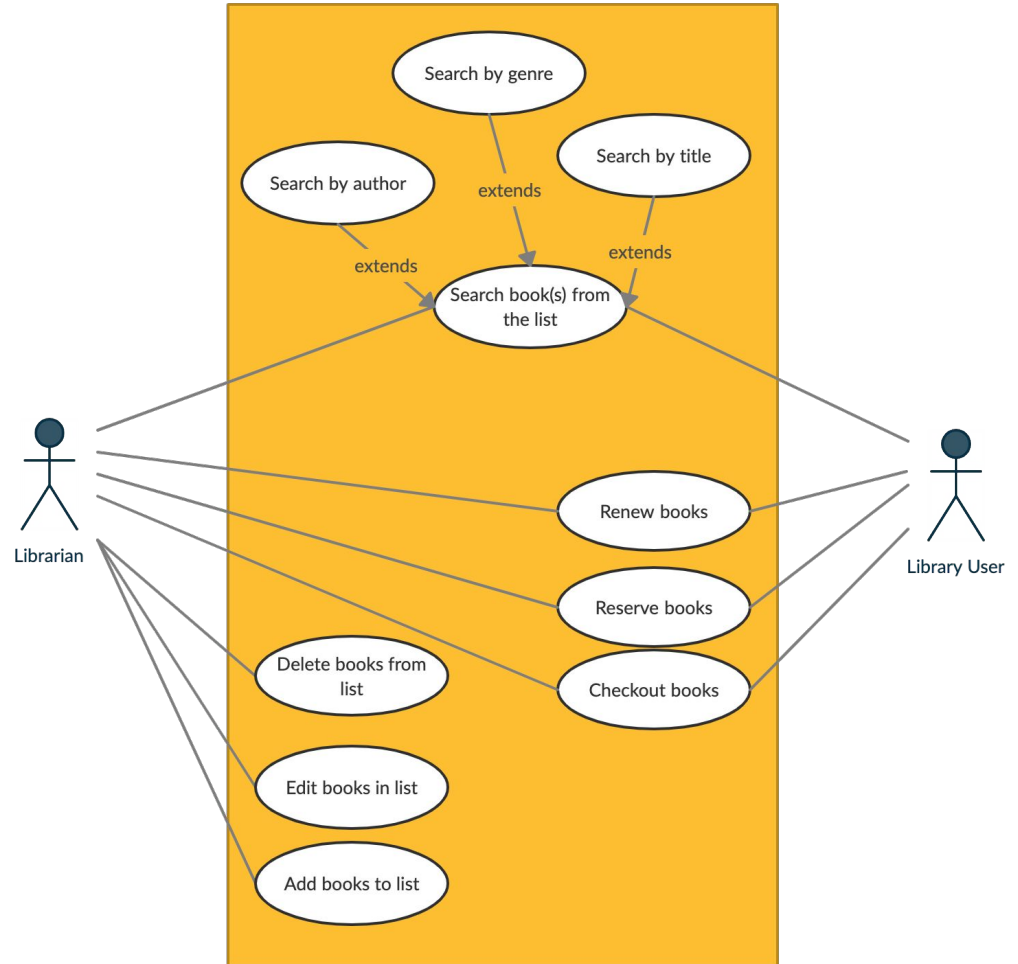 Search by genre
Search by title
Search by author
extends
extends
extends
Search book(s) from
the list
Renew books
Librarian
Library User
Reserve books
Delete books from
list
Checkout books
Edit books in list
Add books to list